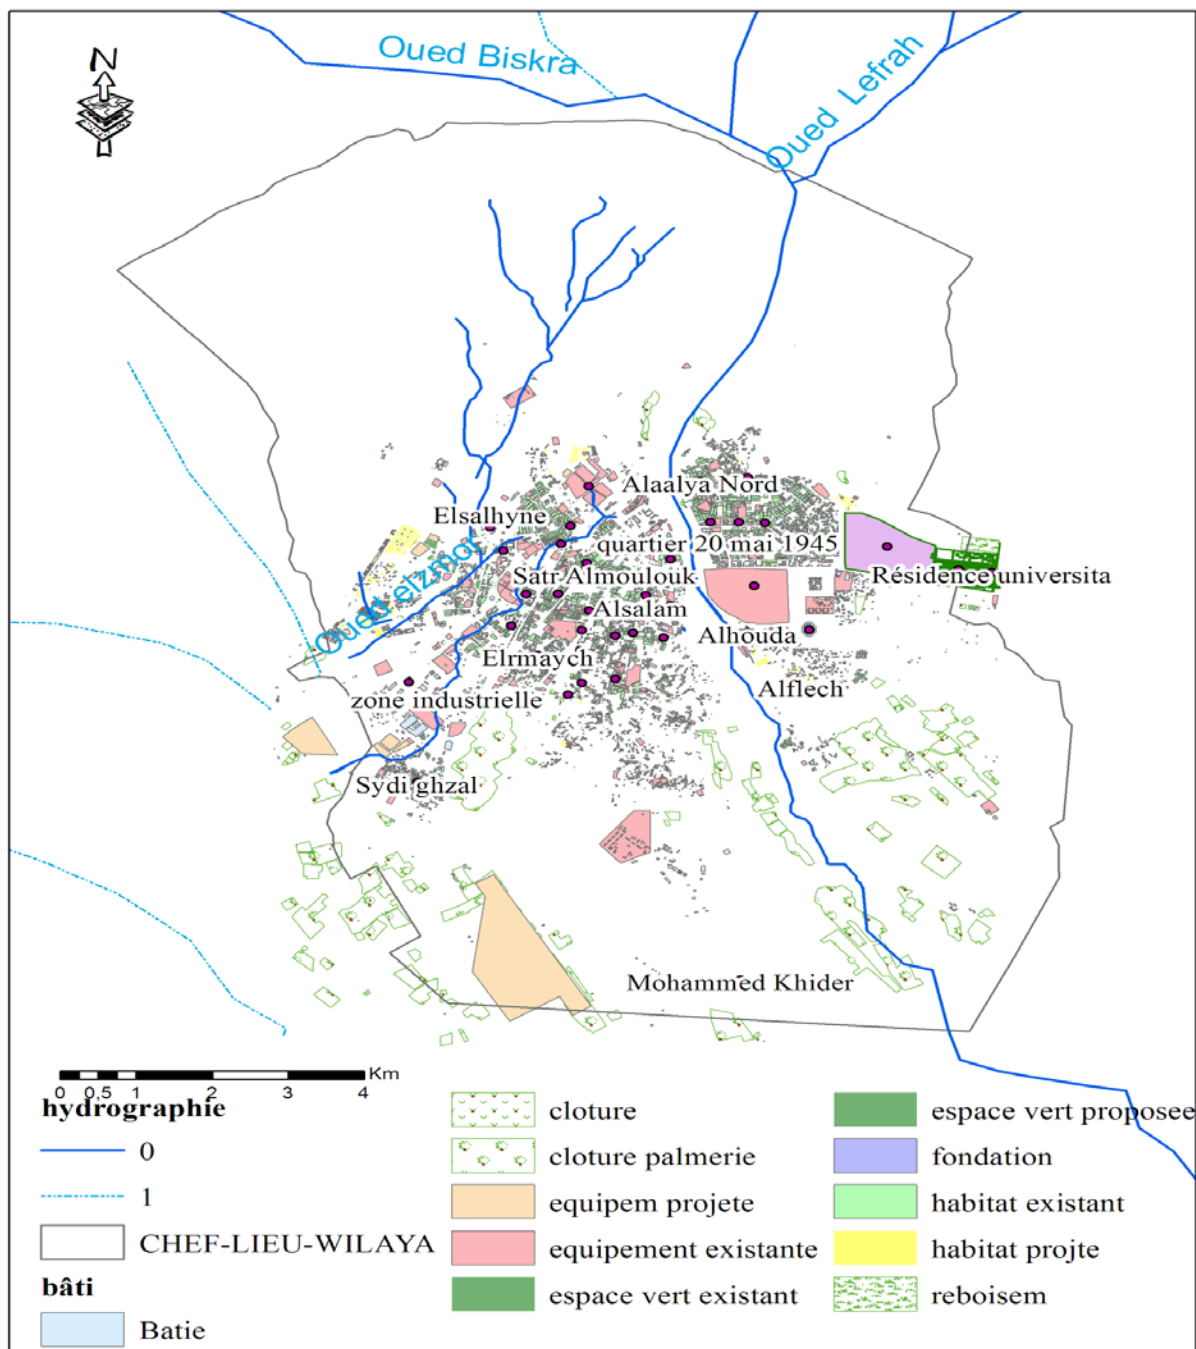 Oued Biskra
Oued Lefrah
N
Alaalya Nord
Elsalhyne
quartier 20 mai 1945
Satr Almoulouk
Résidence universita
Oued elzmor
Alsalam
Alhouda
Elrmaych
Alflech
zone industrielle
Sydi ghzal
Mohammed Khider
Km
0 0,5 1 2 3 4
hydrographie
0
1
CHEF-LIEU-WILAYA
bâti
Batie
cloture
cloture palmerie
equipem projete
equipement existante
espace vert existant
espace vert proposee
fondation
habitat existant
habitat projte
reboisem